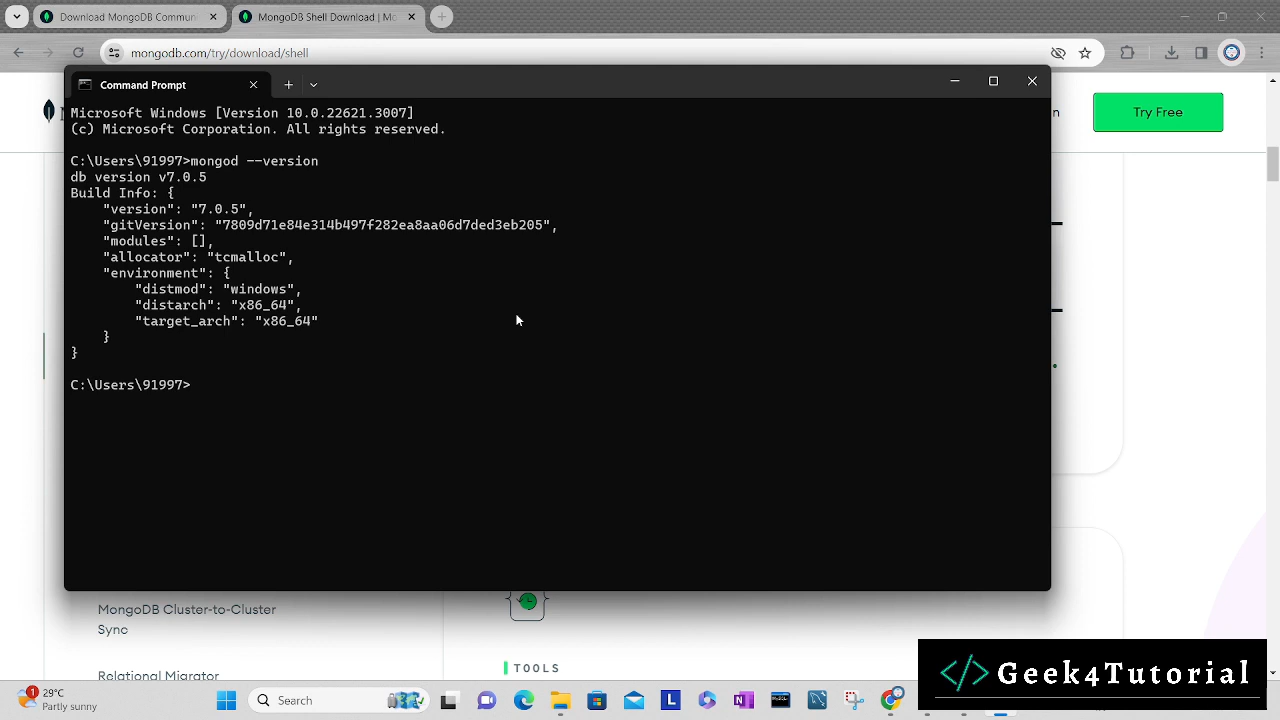 Download MongoDB Commun
MongoDB Shell Download | Mo
mongodb.com/try/download/shell
Command Prompt
Try Free
Microsoft Windows [Version 10.0.22621.3007]
(c) Microsoft Corporation. All rights reserved.
C:\Users\91997>mongod --version
db version v7.0.5
Build Info: {
"version": "7.0.5",
"gitVersion": "7809d71e84e314b497f282ea8aa06d7ded3eb205",
"modules": [],
"allocator": "tcmalloc",
"environment": {
"distmod": "windows",
"distarch": "x86_64",
"target_arch": "x86_64"
}
}
C:\Users\91997>
MongoDB Cluster-to-Cluster
Sync
Relational Migrator
TOOLS
</> Geek4Tutorial
1
29°C
Partly sunny
Search